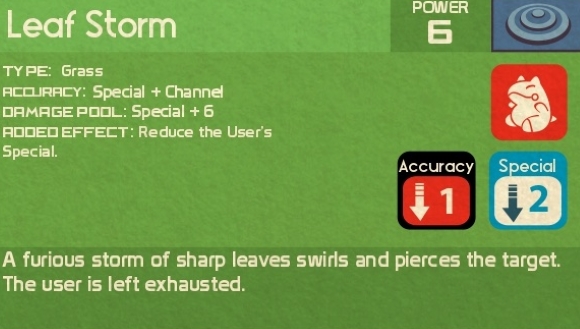 Leaf Storm
POWER
6
TYPE: Grass
ACCURACY: Special + Channel
DAMAGE POOL: Special + 6
ADDED EFFECT: Reduce the User's
Special.
Accuracy
1
Special
2
A furious storm of sharp leaves swirls and pierces the target.
The user is left exhausted.